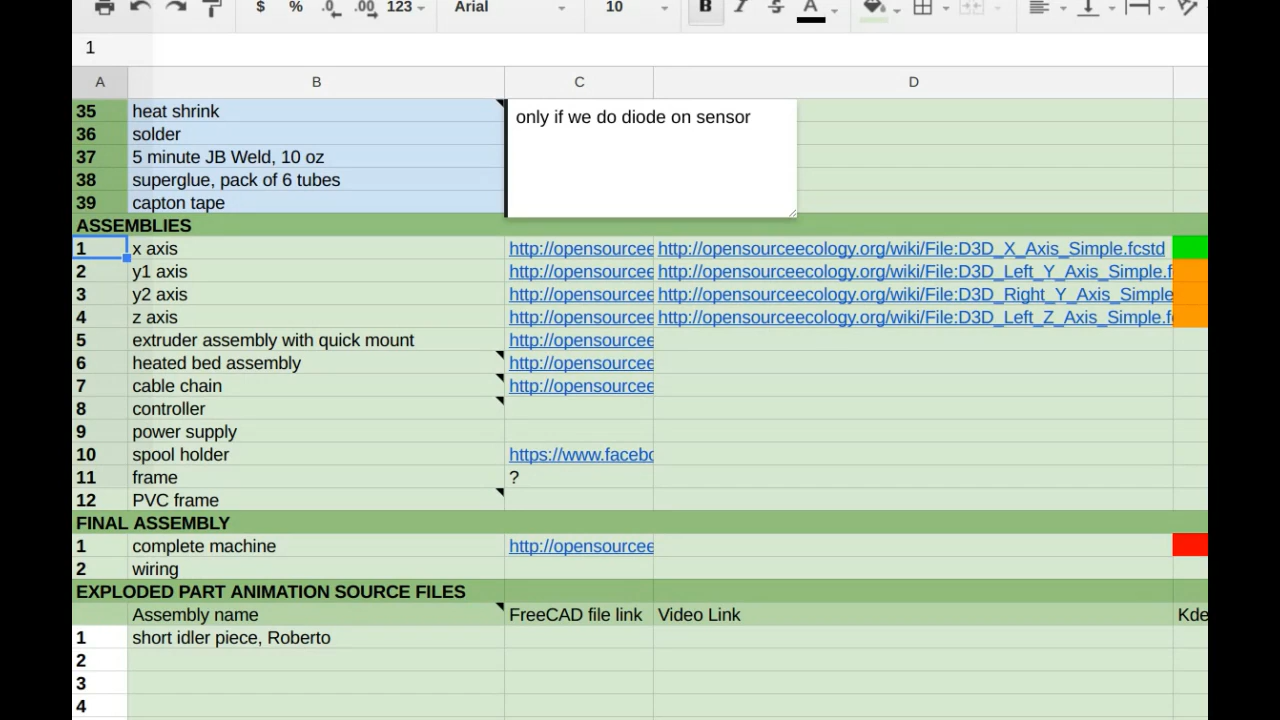 $ % .0 .00 123 Arial 10 B I S A
1
A B C D
35 heat shrink only if we do diode on sensor
36 solder
37 5 minute JB Weld, 10 oz
38 superglue, pack of 6 tubes
39 capton tape
ASSEMBLIES
1 x axis http://opensourcee http://opensourceecology.org/wiki/File:D3D_X_Axis_Simple.fcstd
2 y1 axis http://opensourcee http://opensourceecology.org/wiki/File:D3D_Left_Y_Axis_Simple.f
3 y2 axis http://opensourcee http://opensourceecology.org/wiki/File:D3D_Right_Y_Axis_Simple
4 z axis http://opensourcee http://opensourceecology.org/wiki/File:D3D_Left_Z_Axis_Simple.f
5 extruder assembly with quick mount http://opensourcee
6 heated bed assembly http://opensourcee
7 cable chain http://opensourcee
8 controller
9 power supply
10 spool holder https://www.facebo
11 frame ?
12 PVC frame
FINAL ASSEMBLY
1 complete machine http://opensourcee
2 wiring
EXPLODED PART ANIMATION SOURCE FILES
Assembly name FreeCAD file link Video Link Kde
1 short idler piece, Roberto
2
3
4